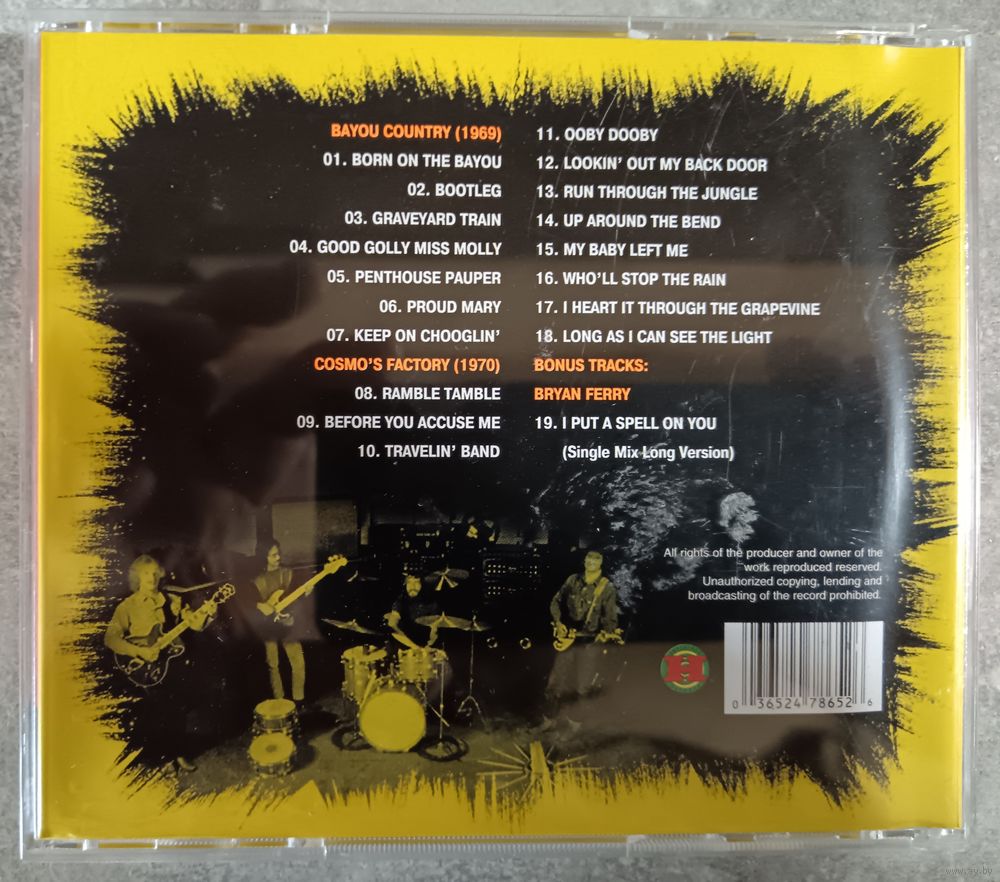 BAYOU COUNTRY (1969)
01. BORN ON THE BAYOU
02. BOOTLEG
03. GRAVEYARD TRAIN
04. GOOD GOLLY MISS MOLLY
05. PENTHOUSE PAUPER
06. PROUD MARY
07. KEEP ON CHOOGLIN'
COSMO'S FACTORY (1970)
08. RAMBLE TAMBLE
09. BEFORE YOU ACCUSE ME
10. TRAVELIN' BAND
11. OOBY DOOBY
12. LOOKIN' OUT MY BACK DOOR
13. RUN THROUGH THE JUNGLE
14. UP AROUND THE BEND
15. MY BABY LEFT ME
16. WHO'LL STOP THE RAIN
17. I HEART IT THROUGH THE GRAPEVINE
18. LONG AS I CAN SEE THE LIGHT
BONUS TRACKS:
BRYAN FERRY
19. I PUT A SPELL ON YOU
(Single Mix Long Version)
All rights of the producer and owner of the
work reproduced reserved.
Unauthorized copying, lending and
broadcasting of the record prohibited.
H
0 36524 78652 6
www.ay.by